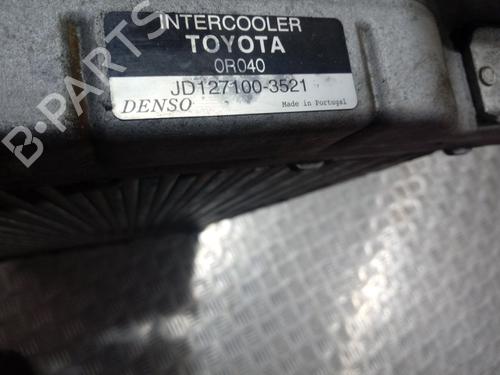 INTERCOOLER
TOYOTA
0R040
JD127100-3521
DENSO Made in Portugal
B-PARTS